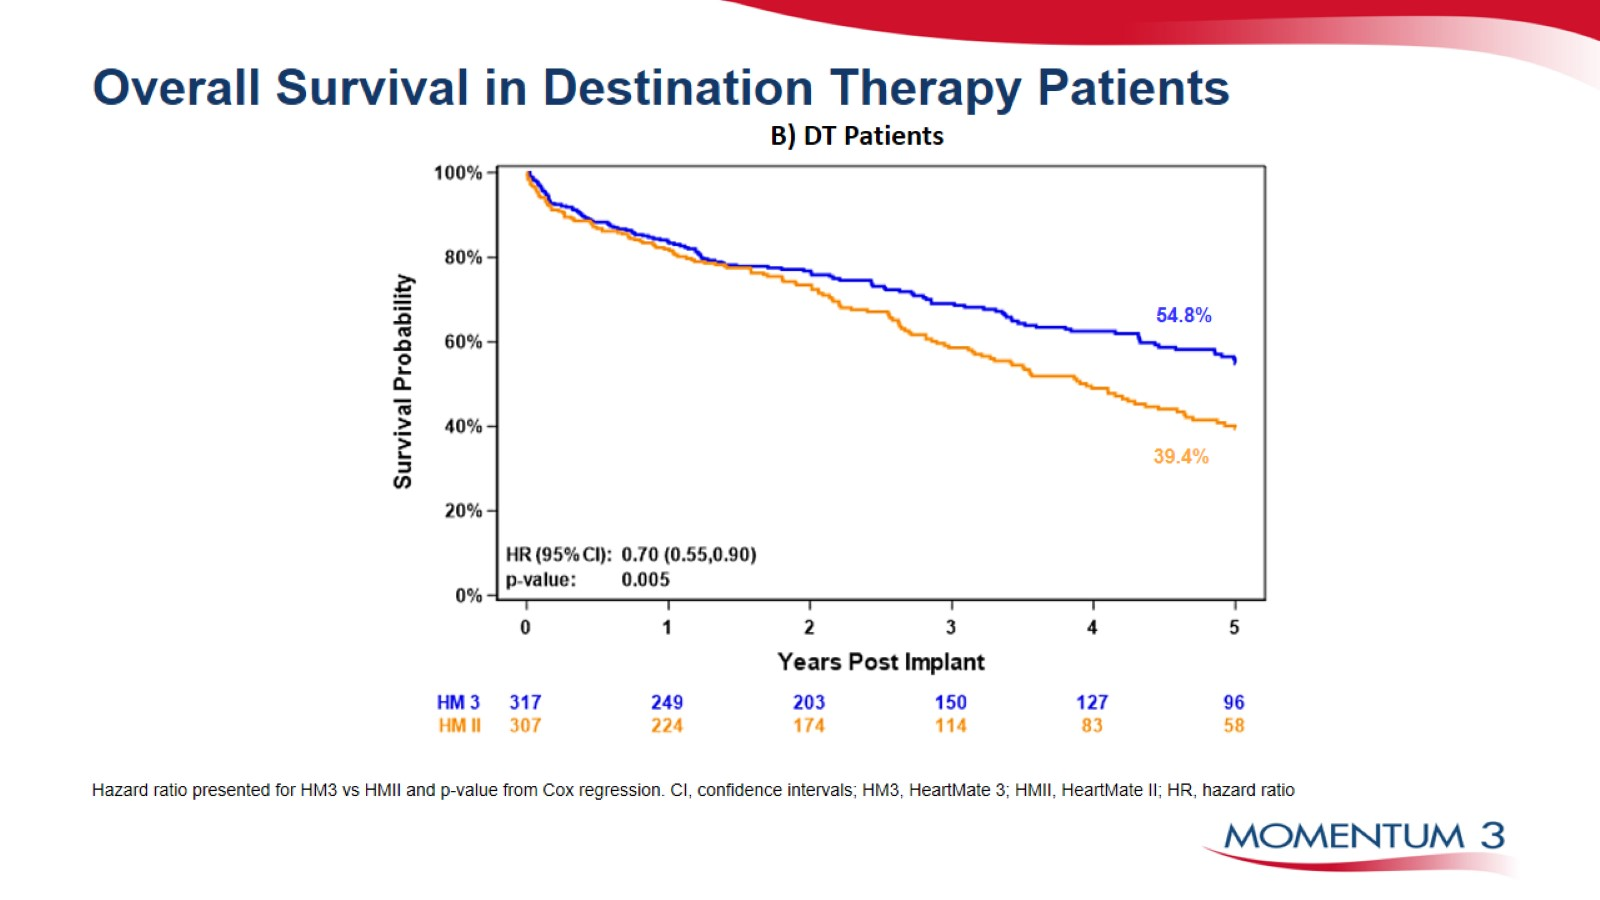 Overall Survival in Destination Therapy Patients
B) DT Patients
Survival Probability
100%
80%
60%
40%
20%
0%
54.8%
39.4%
HR (95% CI): 0.70 (0.55,0.90)
p-value: 0.005
0 1 2 3 4 5
Years Post Implant
HM 3 317 249 203 150 127 96
HM II 307 224 174 114 83 58
Hazard ratio presented for HM3 vs HMII and p-value from Cox regression. CI, confidence intervals; HM3, HeartMate 3; HMII, HeartMate II; HR, hazard ratio
MOMENTUM 3